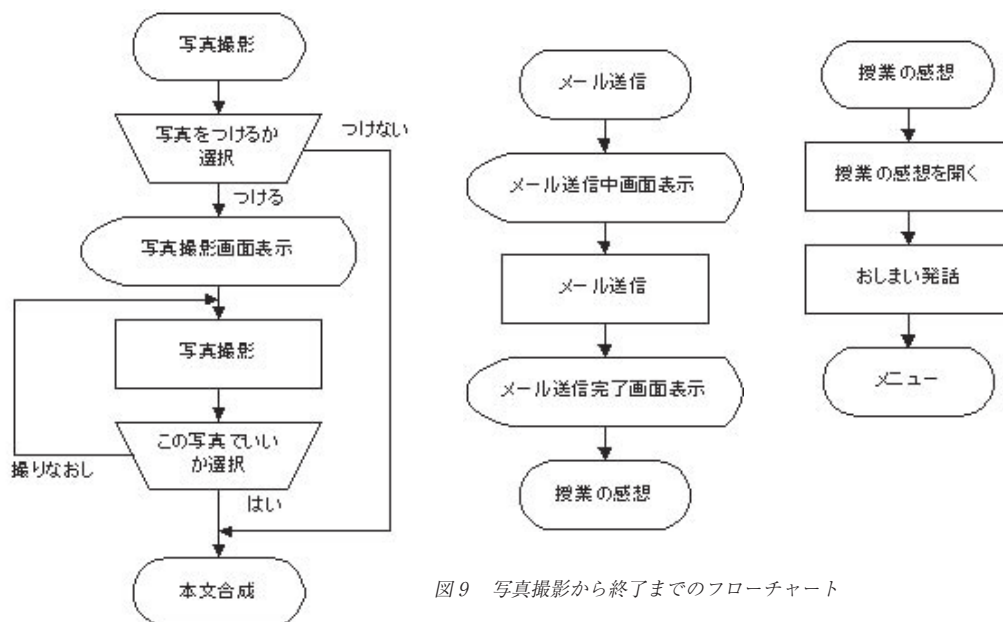 写真撮影
写真をつけるか
選択
つけない
つける
写真撮影画面表示
写真撮影
この写真でいい
か選択
撮りなおし
はい
本文合成
メール送信
メール送信中画面表示
メール送信
メール送信完了画面表示
授業の感想
授業の感想
授業の感想を開く
おしまい発話
メニュー
図9 写真撮影から終了までのフローチャート